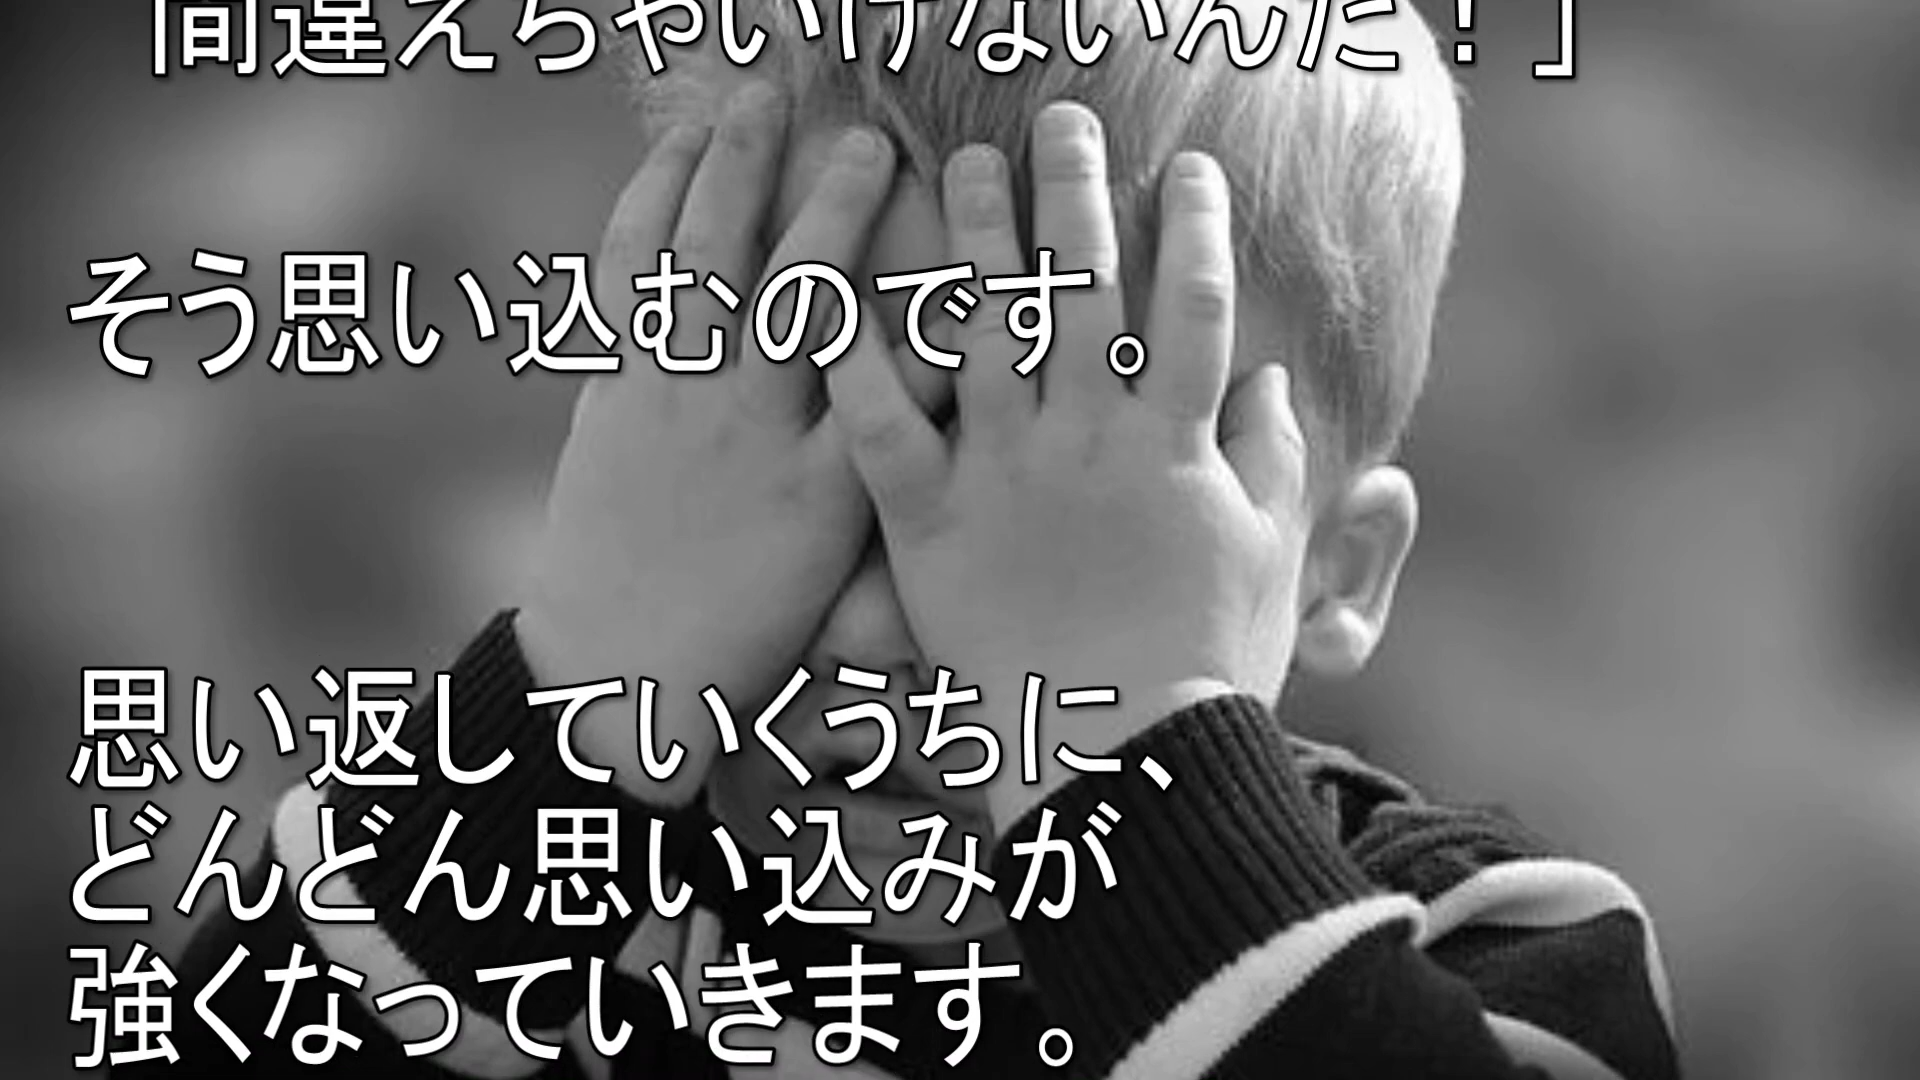 間違えちゃいけないんだ！」
そう思い込むのです。
思い返していくうちに、
どんどん思い込みが
強くなっていきます。